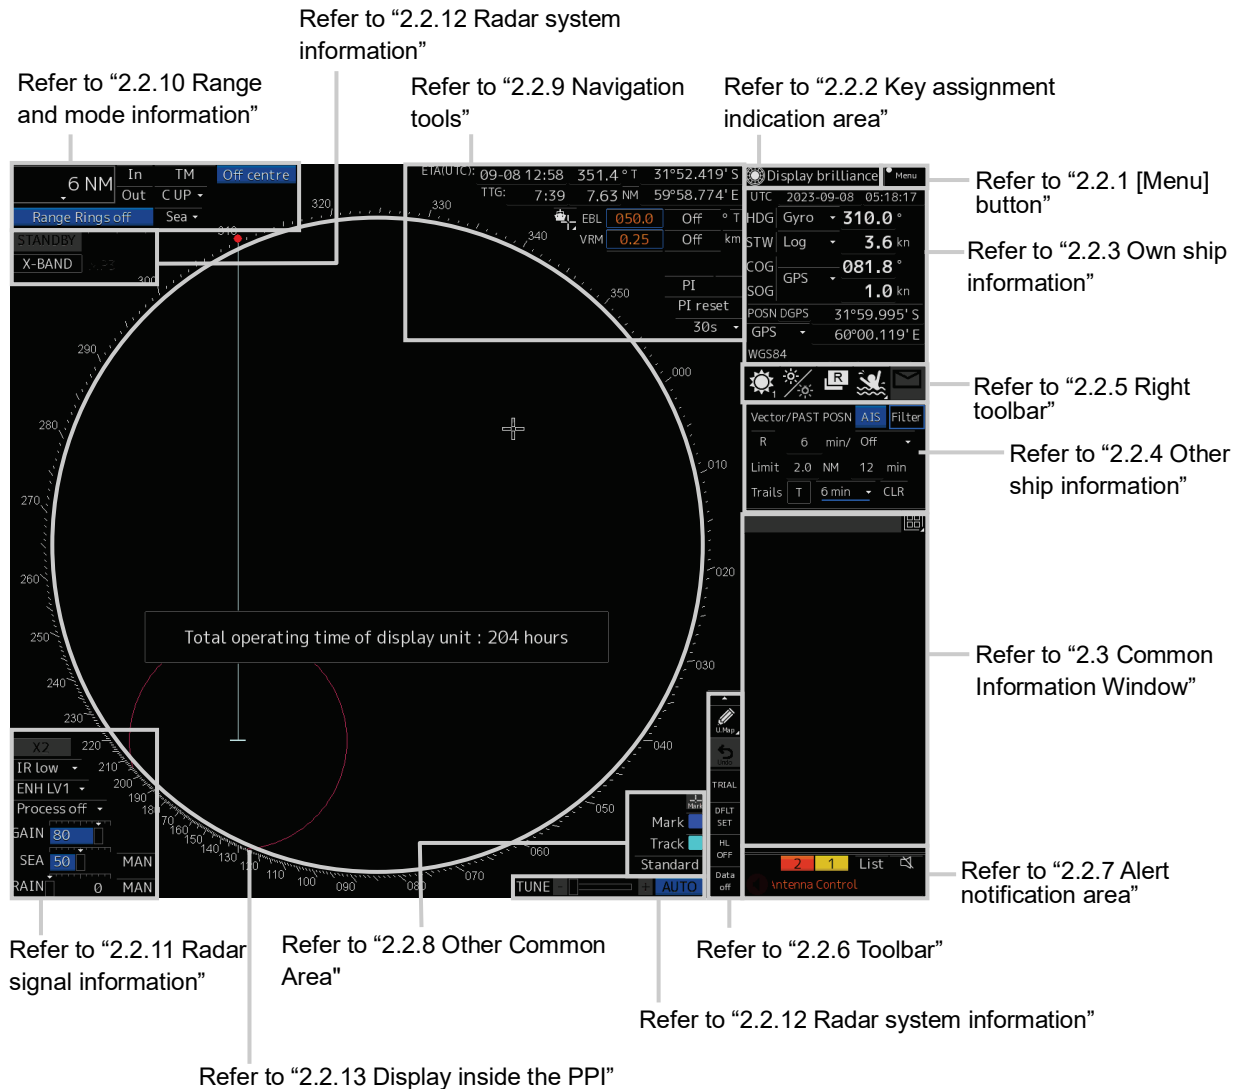 Refer to “2.2.12 Radar system
information”
Refer to “2.2.10 Range
and mode information”
Refer to “2.2.9 Navigation
tools”
Refer to “2.2.2 Key assignment
indication area”
Refer to “2.2.1 [Menu]
button”
Refer to “2.2.3 Own ship
information”
Refer to “2.2.5 Right
toolbar”
Refer to “2.2.4 Other
ship information”
Refer to “2.3 Common
Information Window”
Refer to “2.2.7 Alert
notification area”
Refer to “2.2.6 Toolbar”
Refer to “2.2.12 Radar system information”
Refer to “2.2.8 Other Common
Area"
Refer to “2.2.11 Radar
signal information”
Refer to “2.2.13 Display inside the PPI”
6 NM In TM Off centre
Out C UP
Range Rings off Sea
STANDBY
X-BAND
ETA(UTC): 09-08 12:58 351.4 ° T 31°52.419' S
TTG: 7:39 7.63 NM 59°58.774' E
EBL 050.0 Off ° T
VRM 0.25 Off km
PI
PI reset
30s
Display brilliance Menu
UTC 2023-09-08 05:18:17
HDG Gyro 310.0 °
STW Log 3.6 kn
COG 081.8 °
GPS
SOG 1.0 kn
POSN DGPS 31°59.995' S
GPS 60°00.119' E
WGS84
1 R
Vector/PAST POSN AIS Filter
R 6 min/ Off
Limit 2.0 NM 12 min
Trails T 6 min CLR
310
320
330
340
350
000
010
020
030
040
050
060
070
080
090
100
110
120
130
140
150
160
170
180
190
200
210
220
230
240
250
260
270
280
290
300
Total operating time of display unit : 204 hours
X2
IR low
ENH LV1
Process off
GAIN 80
SEA 50 MAN
RAIN 0 MAN
Mark
Mark
Track
Standard
TUNE - + AUTO
U.Map
Undo
TRIAL
DFLT
SET
HL
OFF
Data
off
2 1 List
Antenna Control